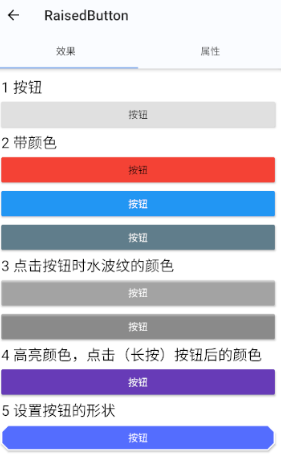 RaisedButton
效果 属性
1 按钮
按钮
2 带颜色
按钮
按钮
按钮
3 点击按钮时水波纹的颜色
按钮
按钮
4 高亮颜色，点击（长按）按钮后的颜色
按钮
5 设置按钮的形状
按钮